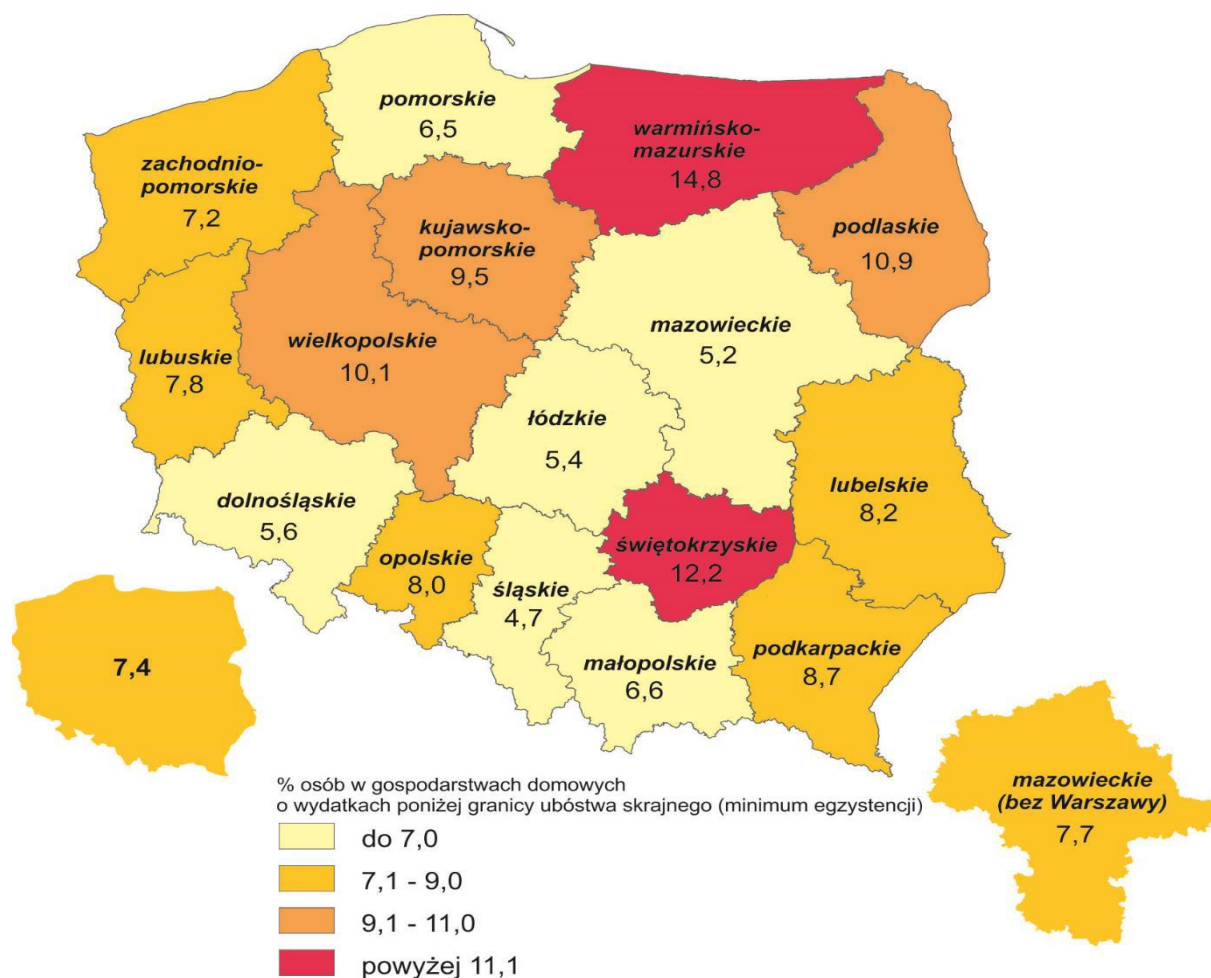 pomorskie
6,5
warmińsko-
mazurskie
14,8
zachodnio-
pomorskie
7,2
kujawsko-
pomorskie
9,5
podlaskie
10,9
lubuskie
7,8
wielkopolskie
10,1
mazowieckie
5,2
łódzkie
5,4
dolnośląskie
5,6
lubelskie
8,2
opolskie
8,0
śląskie
4,7
świętokrzyskie
12,2
małopolskie
6,6
podkarpackie
8,7
7,4
mazowieckie
(bez Warszawy)
7,7
% osób w gospodarstwach domowych
o wydatkach poniżej granicy ubóstwa skrajnego (minimum egzystencji)
do 7,0
7,1 - 9,0
9,1 - 11,0
powyżej 11,1